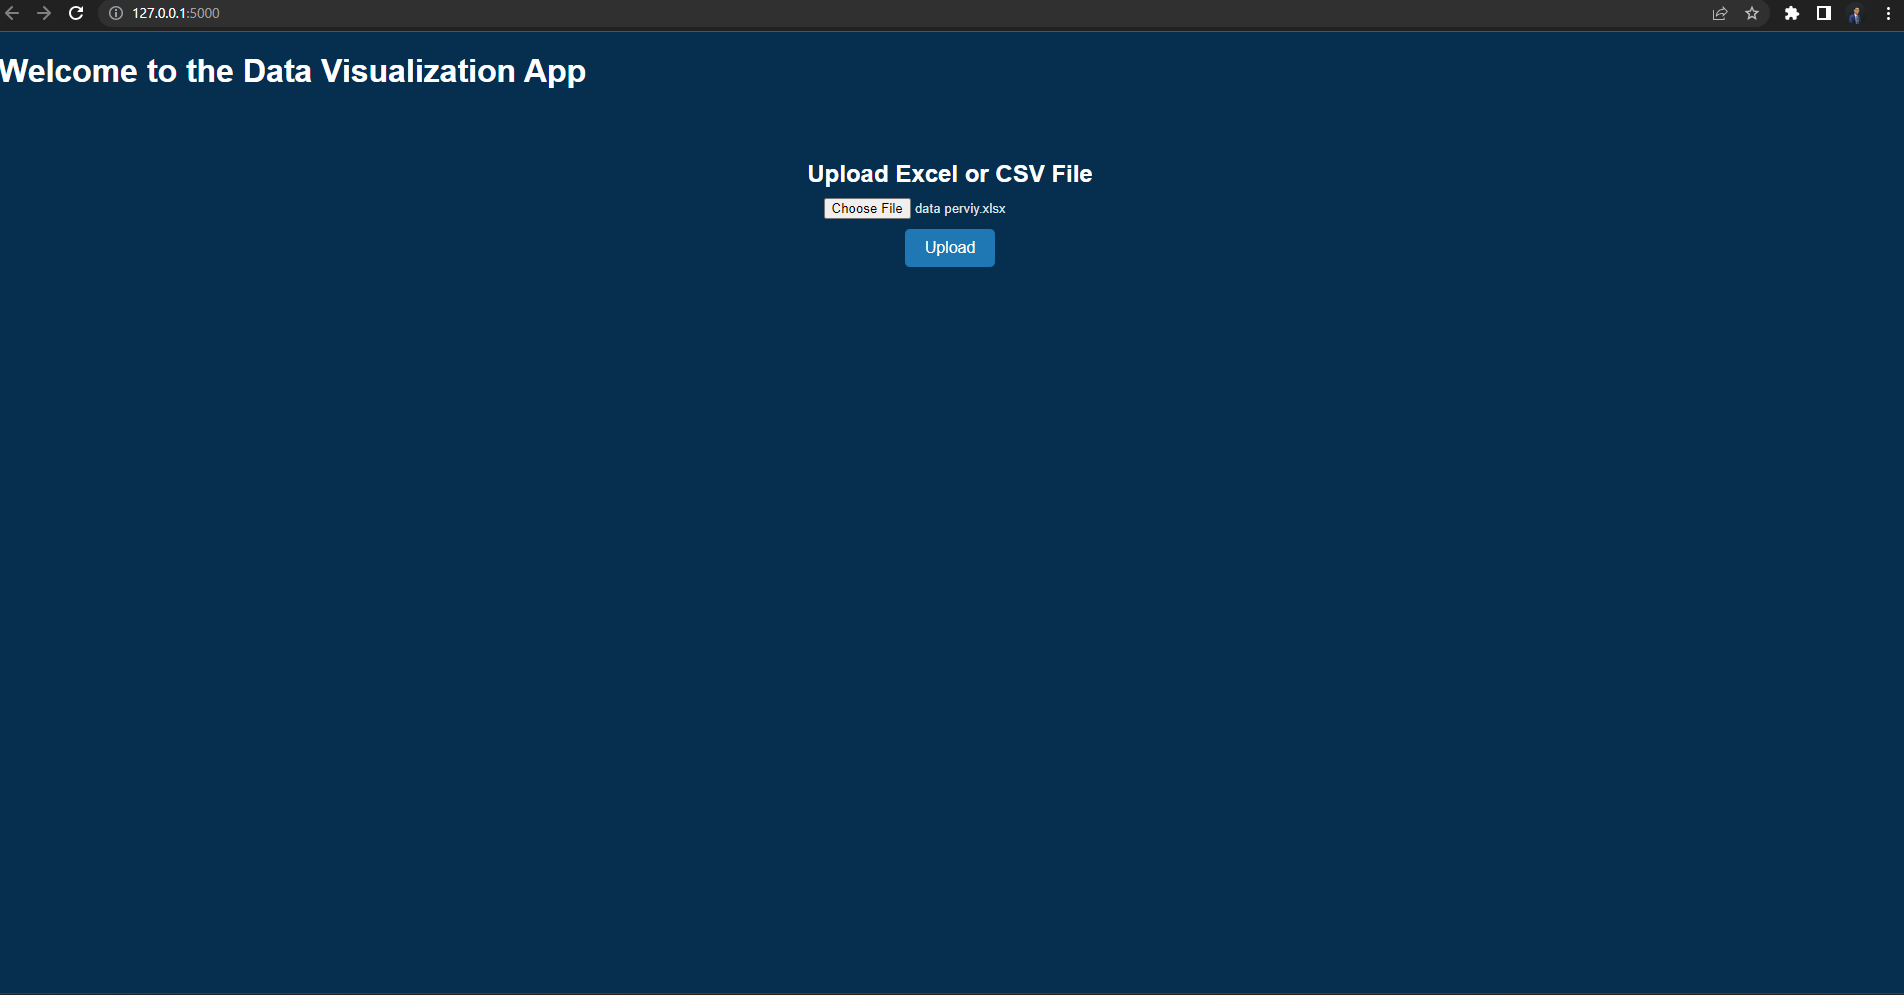 127.0.0.1:5000
Welcome to the Data Visualization App
Upload Excel or CSV File
Choose File data perviy.xlsx
Upload